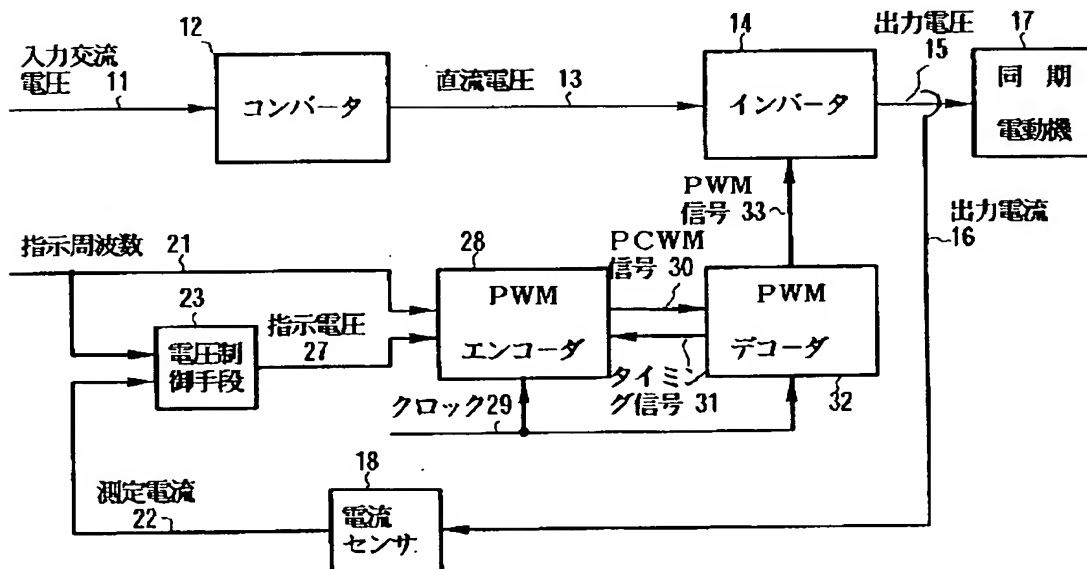 12
14
出力電圧
15
17
入力交流
電圧 11
コンバータ
直流電圧 13
インバータ
同 期
電動機
PWM
信号 33
出力電流
16
指示周波数 21
28
PCWM
信号 30
23
電圧制
御手段
指示電圧
27
PWM
エンコーダ
PWM
デコーダ
タイミン
グ信号 31
32
クロック 29
測定電流
22
18
電流
センサ